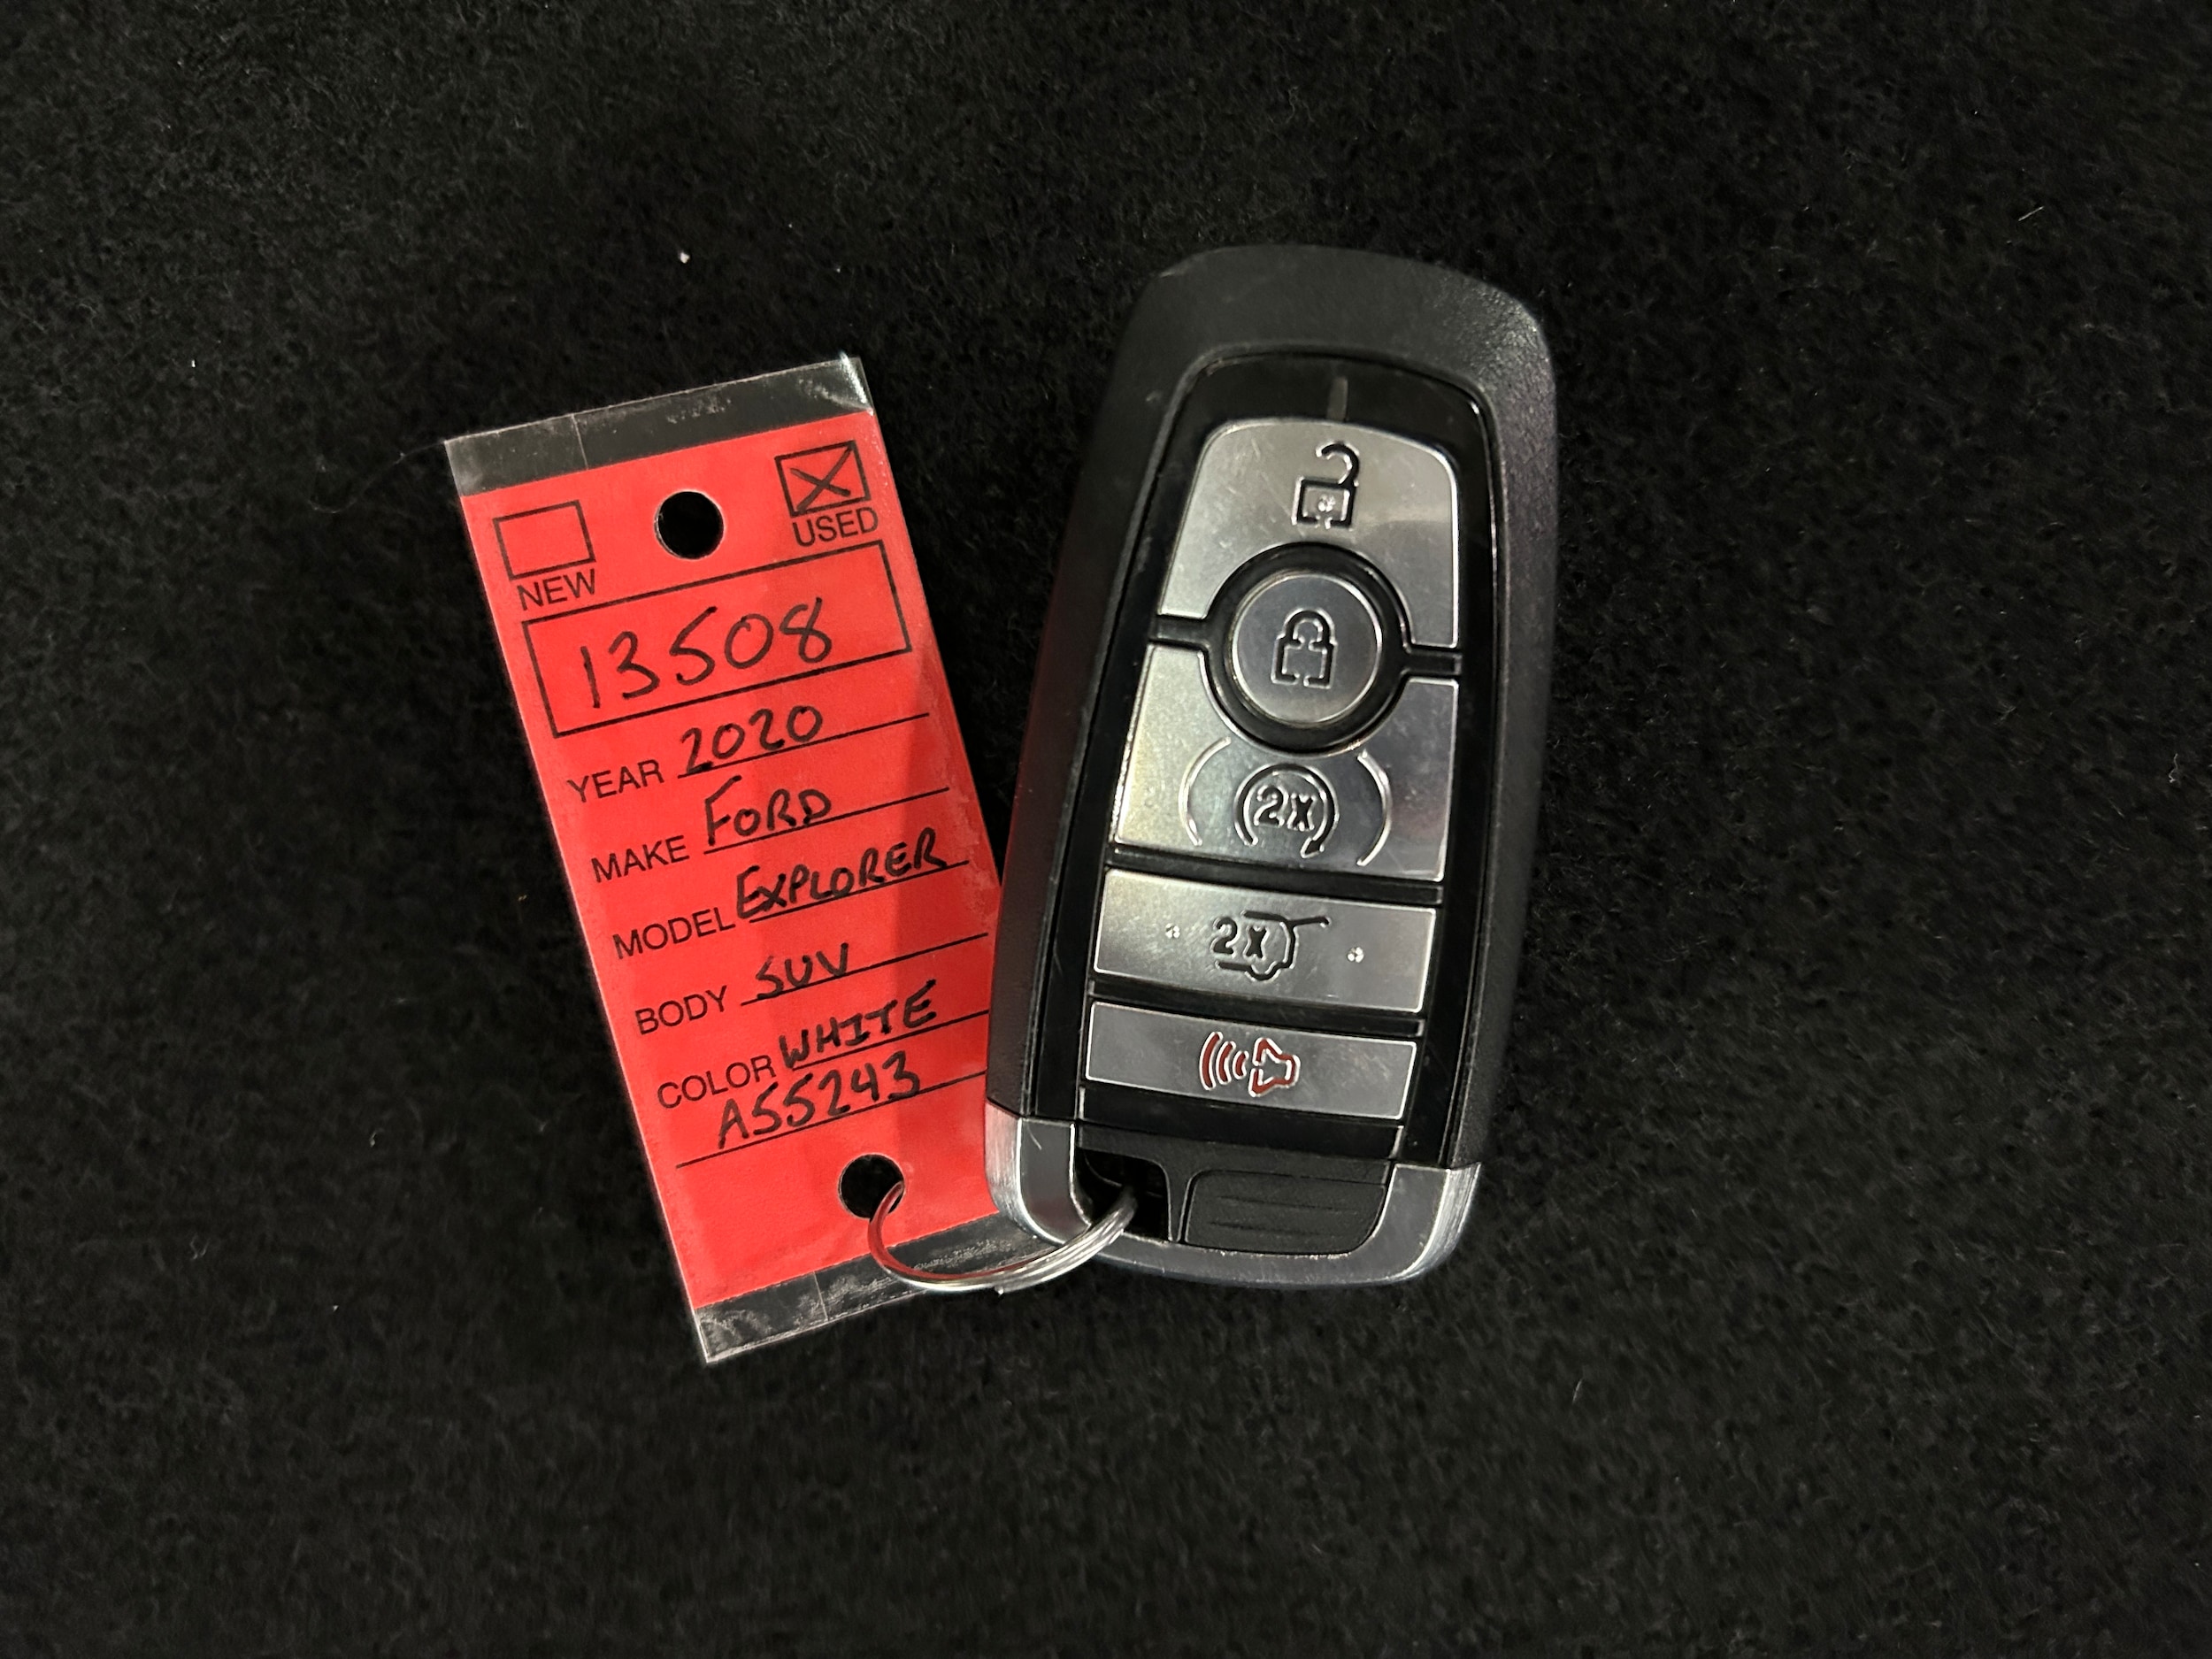 NEW
USED
13508
YEAR 2020
MAKE FORD
MODEL EXPLORER
BODY SUV
COLOR WHITE
A55243
2X
2X